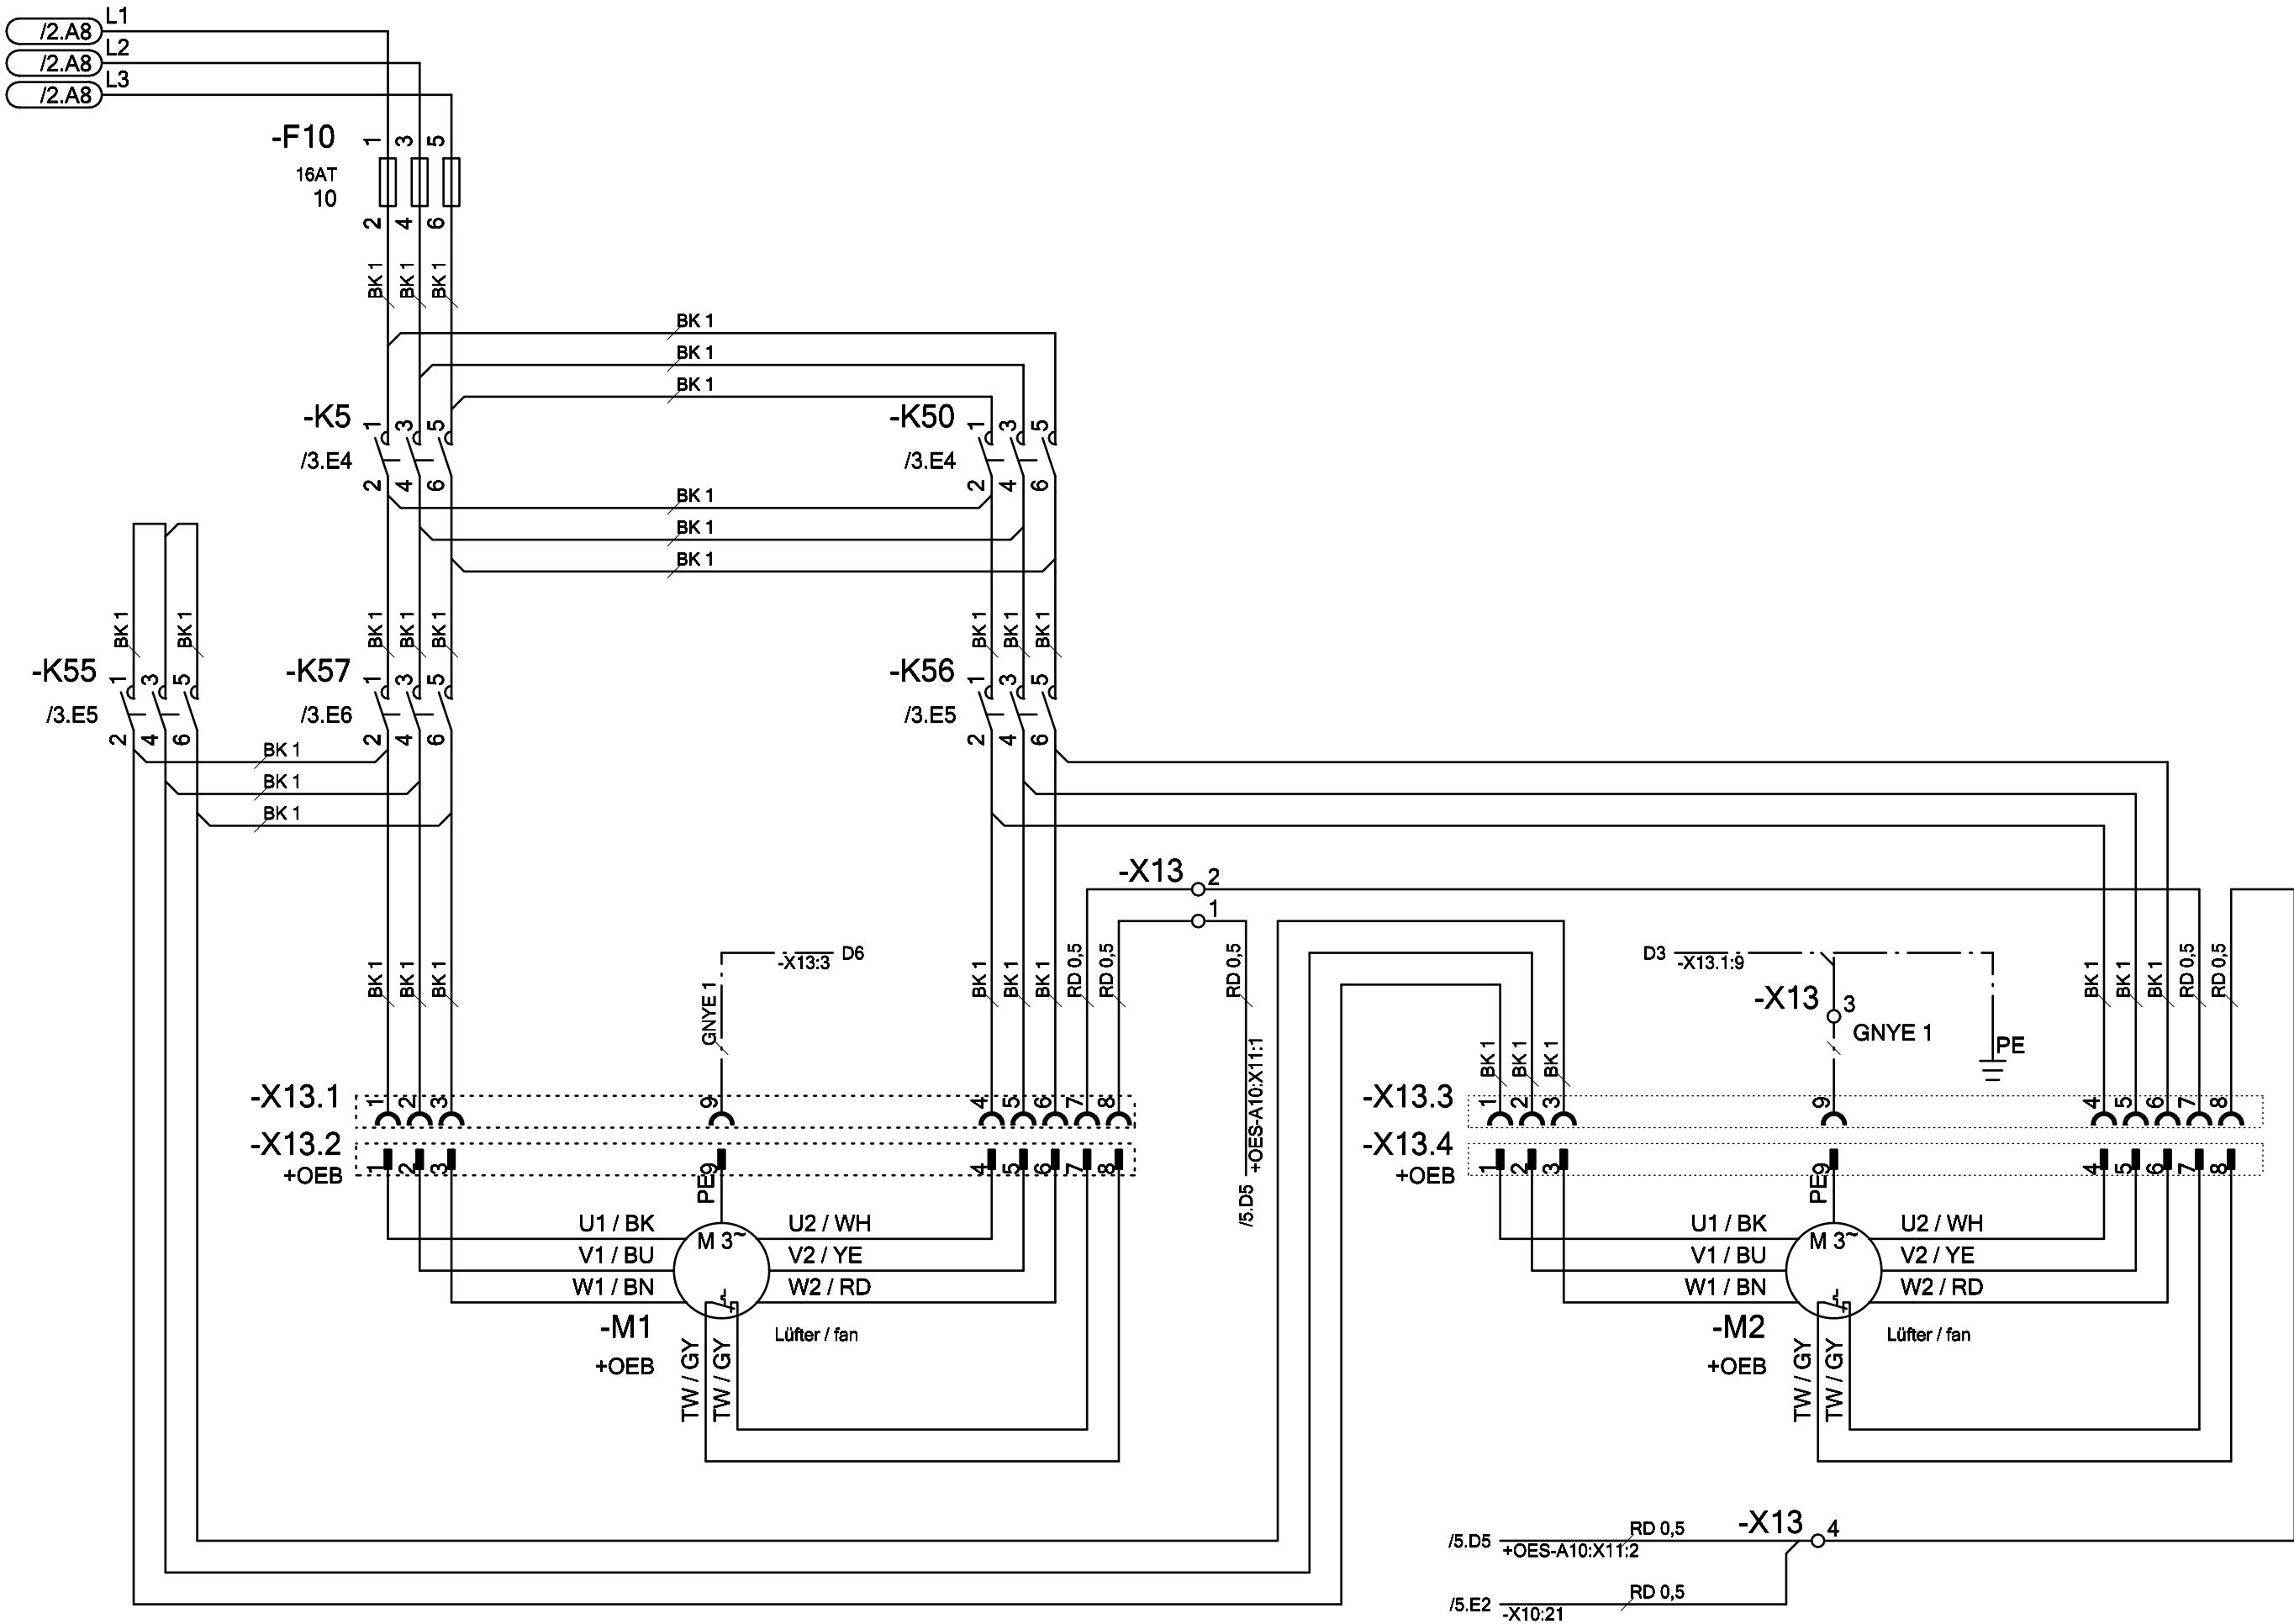 L1
/2.A8
L2
/2.A8
L3
/2.A8
-F10
1 3 5
16AT
10
2 4 6
BK 1 BK 1 BK 1
BK 1
BK 1
BK 1
-K5 1 3 5
/3.E4
2 4 6
-K50 1 3 5
/3.E4
2 4 6
BK 1
BK 1
BK 1
BK 1 BK 1
BK 1 BK 1 BK 1
BK 1 BK 1 BK 1
-K55 1 3 5
/3.E5
2 4 6
-K57 1 3 5
/3.E6
2 4 6
-K56 1 3 5
/3.E5
2 4 6
BK 1
BK 1
BK 1
-X13 2
1
BK 1 BK 1 BK 1
GNYE 1
-X13:3 D6
BK 1 BK 1 BK 1 RD 0,5 RD 0,5
RD 0,5
/5.D5 +OES-A10:X11:1
D3 -X13.1:9
-X13 3
GNYE 1
PE
BK 1 BK 1 BK 1
BK 1 BK 1 BK 1 RD 0,5 RD 0,5
-X13.1 1 2 3 9 4 5 6 7 8
-X13.2 1 2 3 9 4 5 6 7 8
+OEB
PE
-X13.3 1 2 3 9 4 5 6 7 8
-X13.4 1 2 3 9 4 5 6 7 8
+OEB
PE
U1 / BK
V1 / BU
W1 / BN
M 3~
U2 / WH
V2 / YE
W2 / RD
-M1
+OEB
Lüfter / fan
TW / GY
TW / GY
U1 / BK
V1 / BU
W1 / BN
M 3~
U2 / WH
V2 / YE
W2 / RD
-M2
+OEB
Lüfter / fan
TW / GY
TW / GY
/5.D5 RD 0,5 -X13 4
+OES-A10:X11:2
/5.E2 RD 0,5
-X10:21